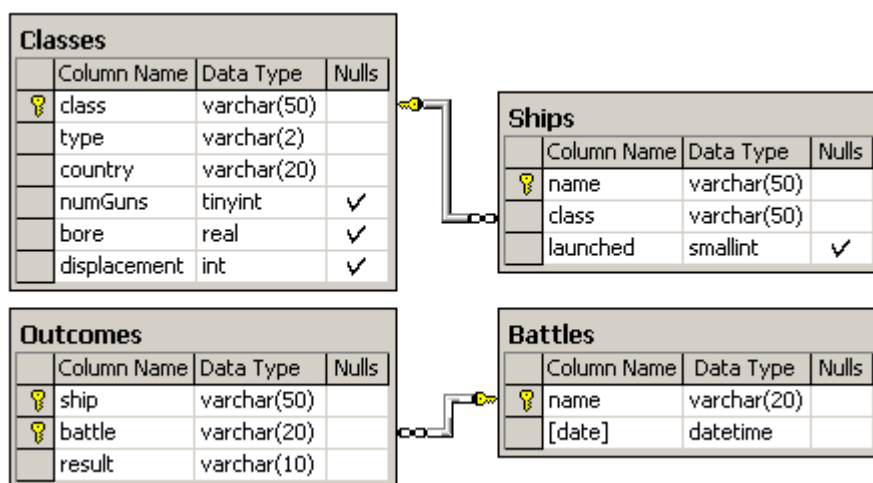 Classes
Column Name Data Type Nulls
class varchar(50)
type varchar(2)
country varchar(20)
numGuns tinyint
bore real
displacement int
Ships
Column Name Data Type Nulls
name varchar(50)
class varchar(50)
launched smallint
Outcomes
Column Name Data Type Nulls
ship varchar(50)
battle varchar(20)
result varchar(10)
Battles
Column Name Data Type Nulls
name varchar(20)
[date] datetime